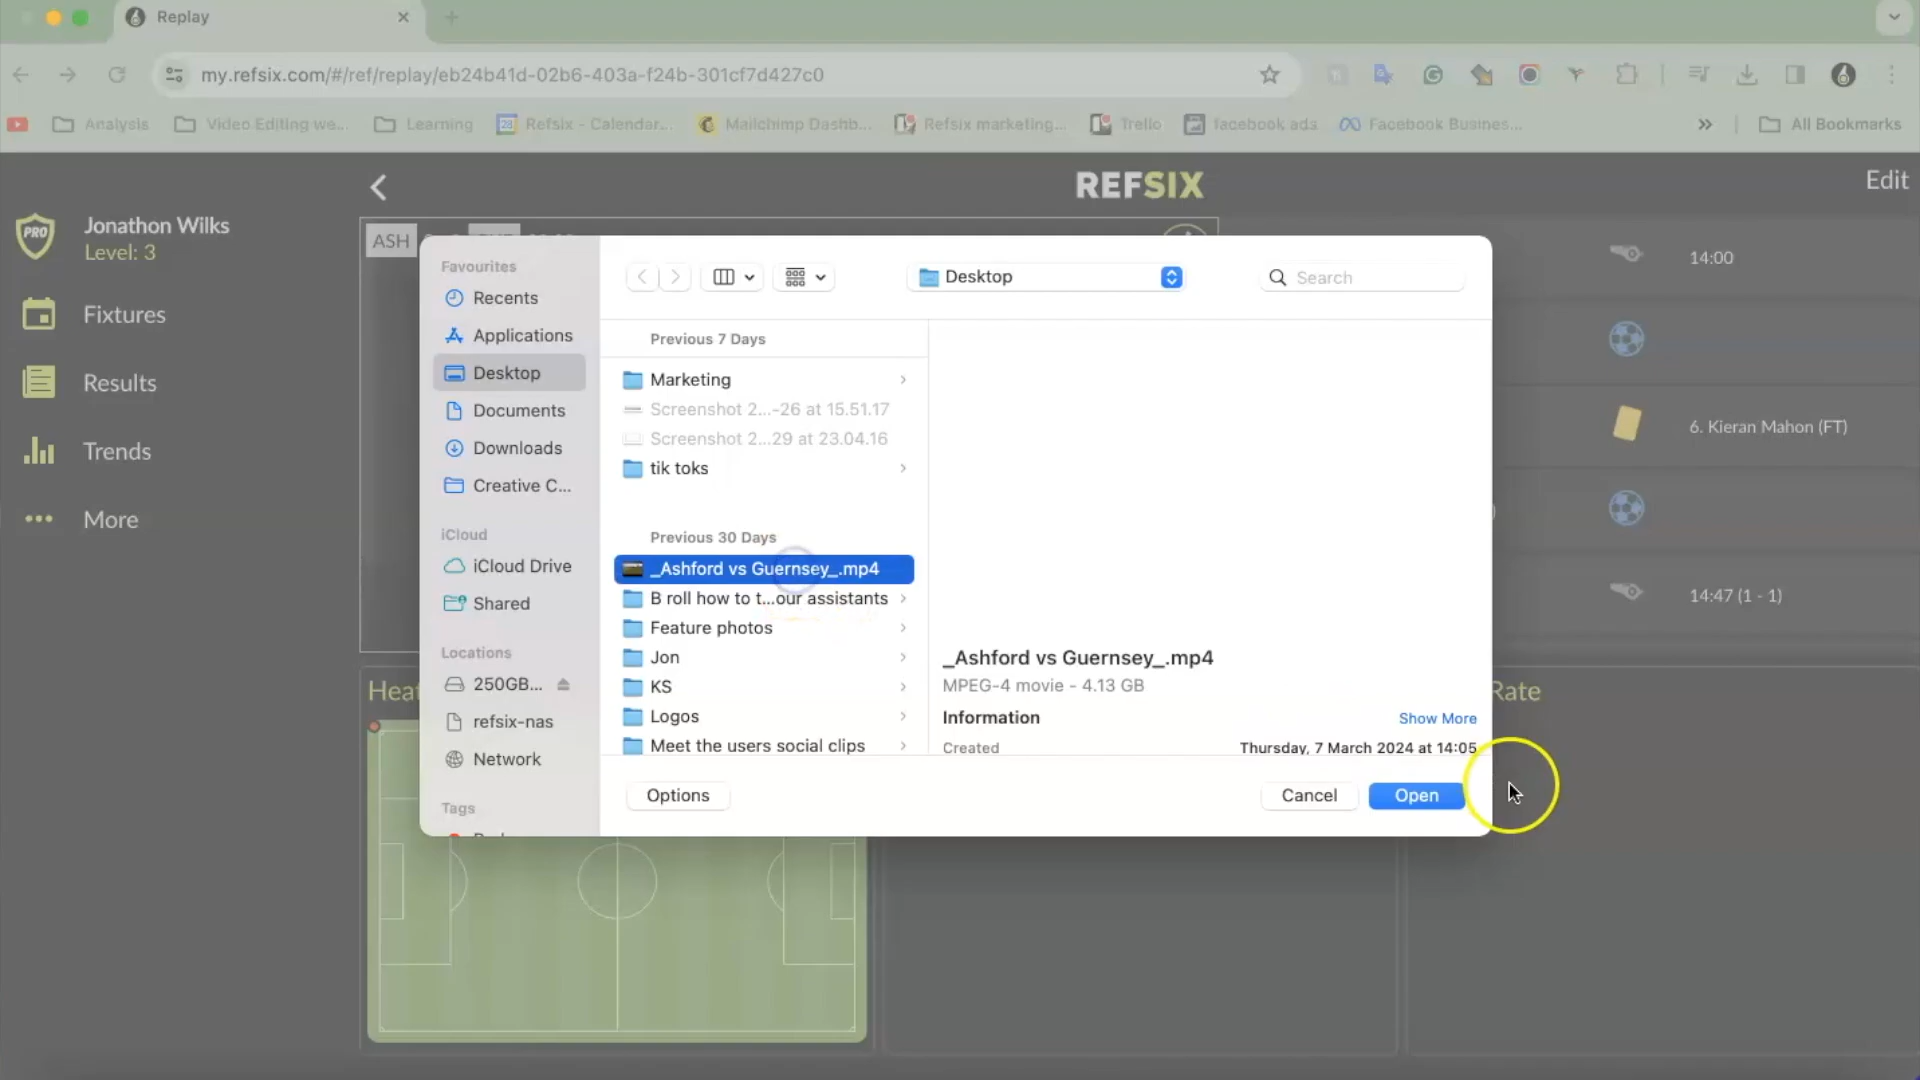 Replay
my.refsix.com/#/ref/replay/eb24b41d-02b6-403a-f24b-301cf7d427c0
Analysis
Video Editing we...
Learning
Refsix - Calendar...
Mailchimp Dashb...
Refsix marketing...
Trello
facebook ads
Facebook Busines...
All Bookmarks
REFSIX
Edit
PRO
Jonathon Wilks
Level: 3
Fixtures
Results
Trends
More
ASH
Favourites
Recents
Applications
Desktop
Documents
Downloads
Creative C...
iCloud
iCloud Drive
Shared
Locations
250GB...
refsix-nas
Network
Tags
Desktop
Search
Previous 7 Days
Marketing
Screenshot 2...-26 at 15.51.17
Screenshot 2...29 at 23.04.16
tik toks
Previous 30 Days
_Ashford vs Guernsey_.mp4
B roll how to t...our assistants
Feature photos
Jon
KS
Logos
Meet the users social clips
_Ashford vs Guernsey_.mp4
MPEG-4 movie - 4.13 GB
Information
Show More
Created
Thursday, 7 March 2024 at 14:05
Options
Cancel
Open
14:00
6. Kieran Mahon (FT)
14:47 (1 - 1)
Heat
Rate